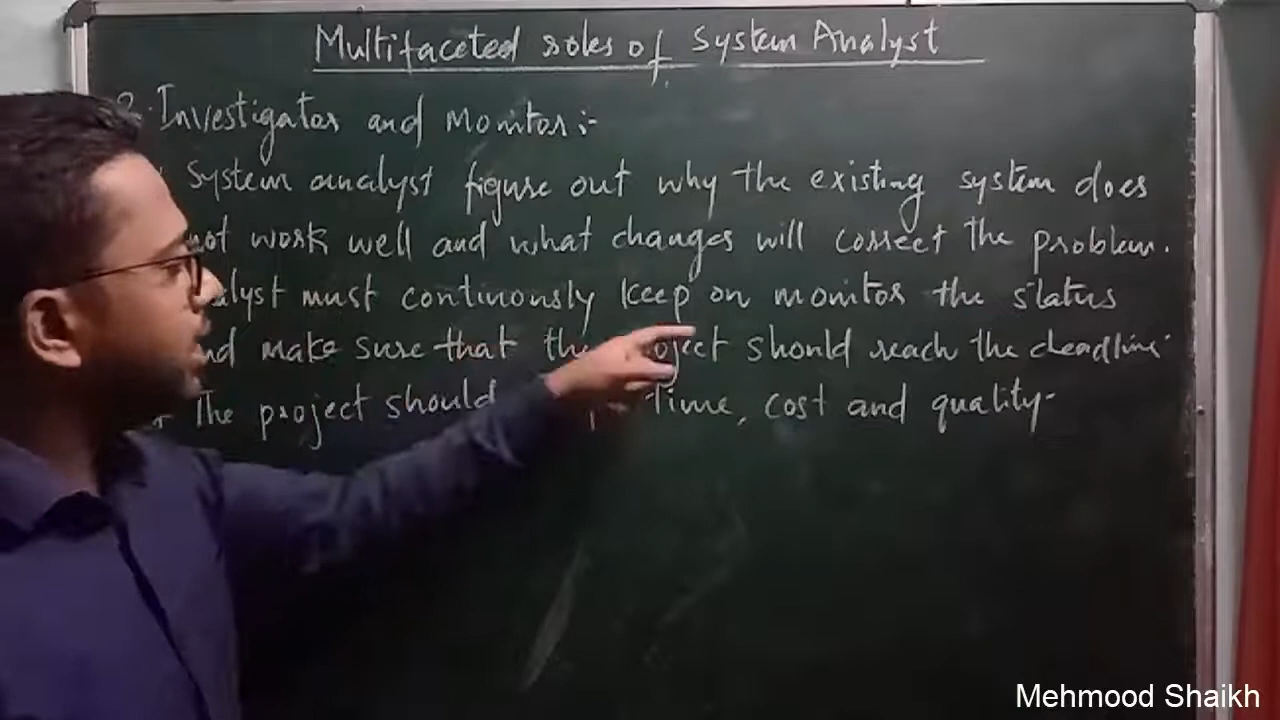 Multifaceted roles of System Analyst
2. Investigator and Monitor :-
System analyst figure out why the existing system does
not work well and what changes will correct the problem.
must continously keep on monitor the status
make sure that the project should reach the deadline.
The project should time, cost and quality.
Mehmood Shaikh